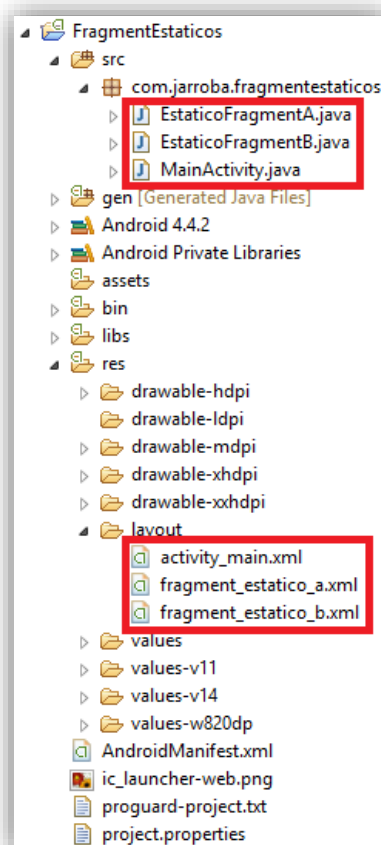 FragmentEstaticos
src
com.jarroba.fragmentestaticos
EstaticoFragmentA.java
EstaticoFragmentB.java
MainActivity.java
gen [Generated Java Files]
Android 4.4.2
Android Private Libraries
assets
bin
libs
res
drawable-hdpi
drawable-ldpi
drawable-mdpi
drawable-xhdpi
drawable-xxhdpi
layout
activity_main.xml
fragment_estatico_a.xml
fragment_estatico_b.xml
values
values-v11
values-v14
values-w820dp
AndroidManifest.xml
ic_launcher-web.png
proguard-project.txt
project.properties